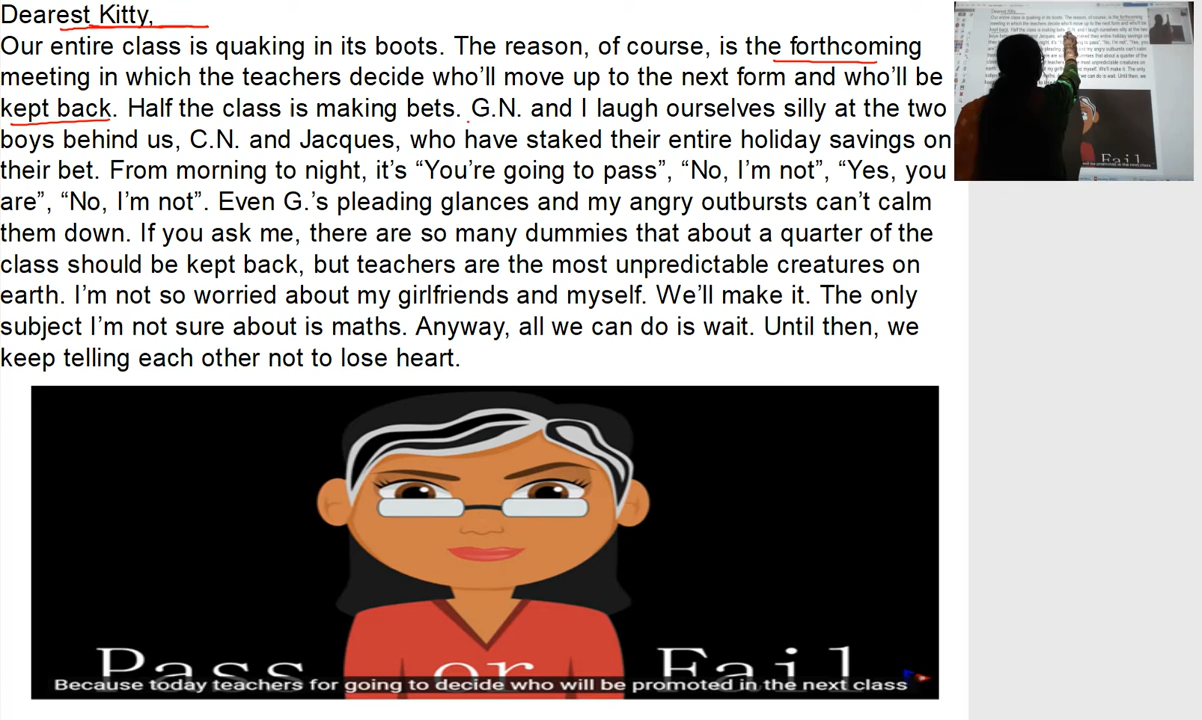 Dearest Kitty,
Our entire class is quaking in its boots. The reason, of course, is the forthcoming
meeting in which the teachers decide who’ll move up to the next form and who’ll be
kept back. Half the class is making bets. G.N. and I laugh ourselves silly at the two
boys behind us, C.N. and Jacques, who have staked their entire holiday savings on
their bet. From morning to night, it’s “You’re going to pass”, “No, I’m not”, “Yes, you
are”, “No, I’m not”. Even G.’s pleading glances and my angry outbursts can’t calm
them down. If you ask me, there are so many dummies that about a quarter of the
class should be kept back, but teachers are the most unpredictable creatures on
earth. I’m not so worried about my girlfriends and myself. We’ll make it. The only
subject I’m not sure about is maths. Anyway, all we can do is wait. Until then, we
keep telling each other not to lose heart.
Pass or Fail
Because today teachers for going to decide who will be promoted in the next class